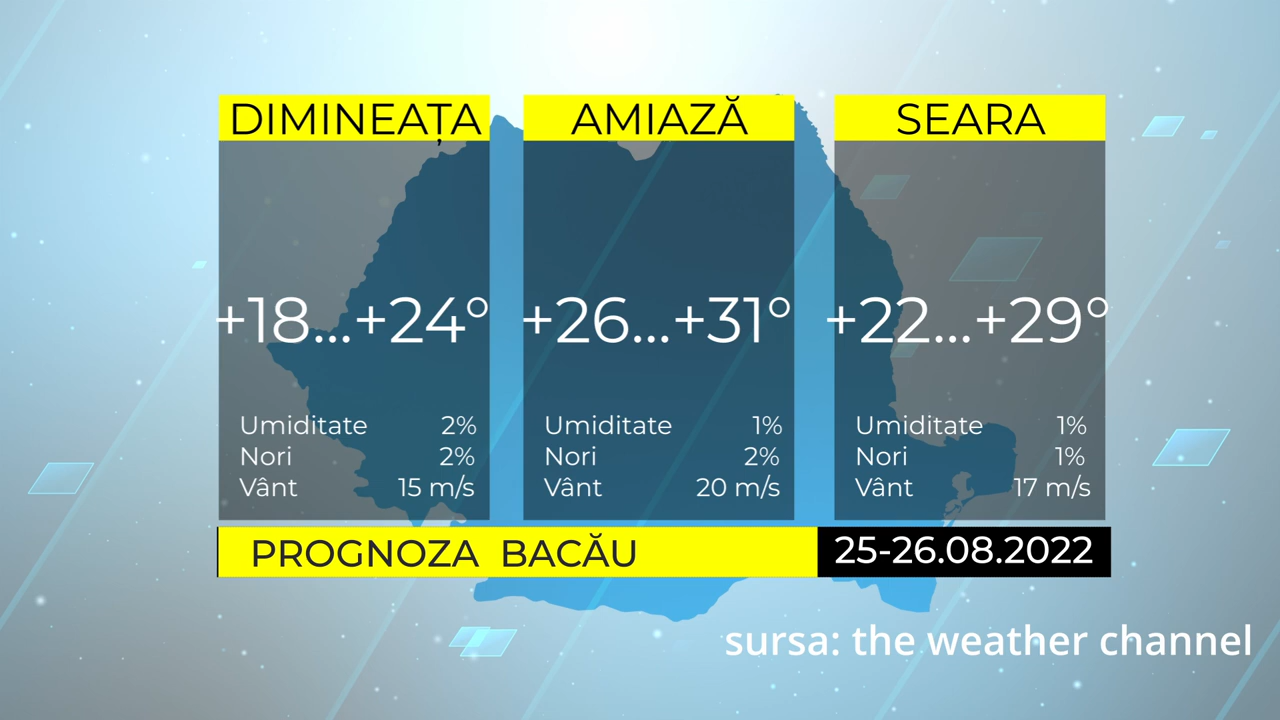 DIMINEAȚA
+18...+24°
Umiditate 2%
Nori 2%
Vânt 15 m/s
AMIAZĂ
+26...+31°
Umiditate 1%
Nori 2%
Vânt 20 m/s
SEARA
+22...+29°
Umiditate 1%
Nori 1%
Vânt 17 m/s
PROGNOZA BACĂU
25-26.08.2022
sursa: the weather channel